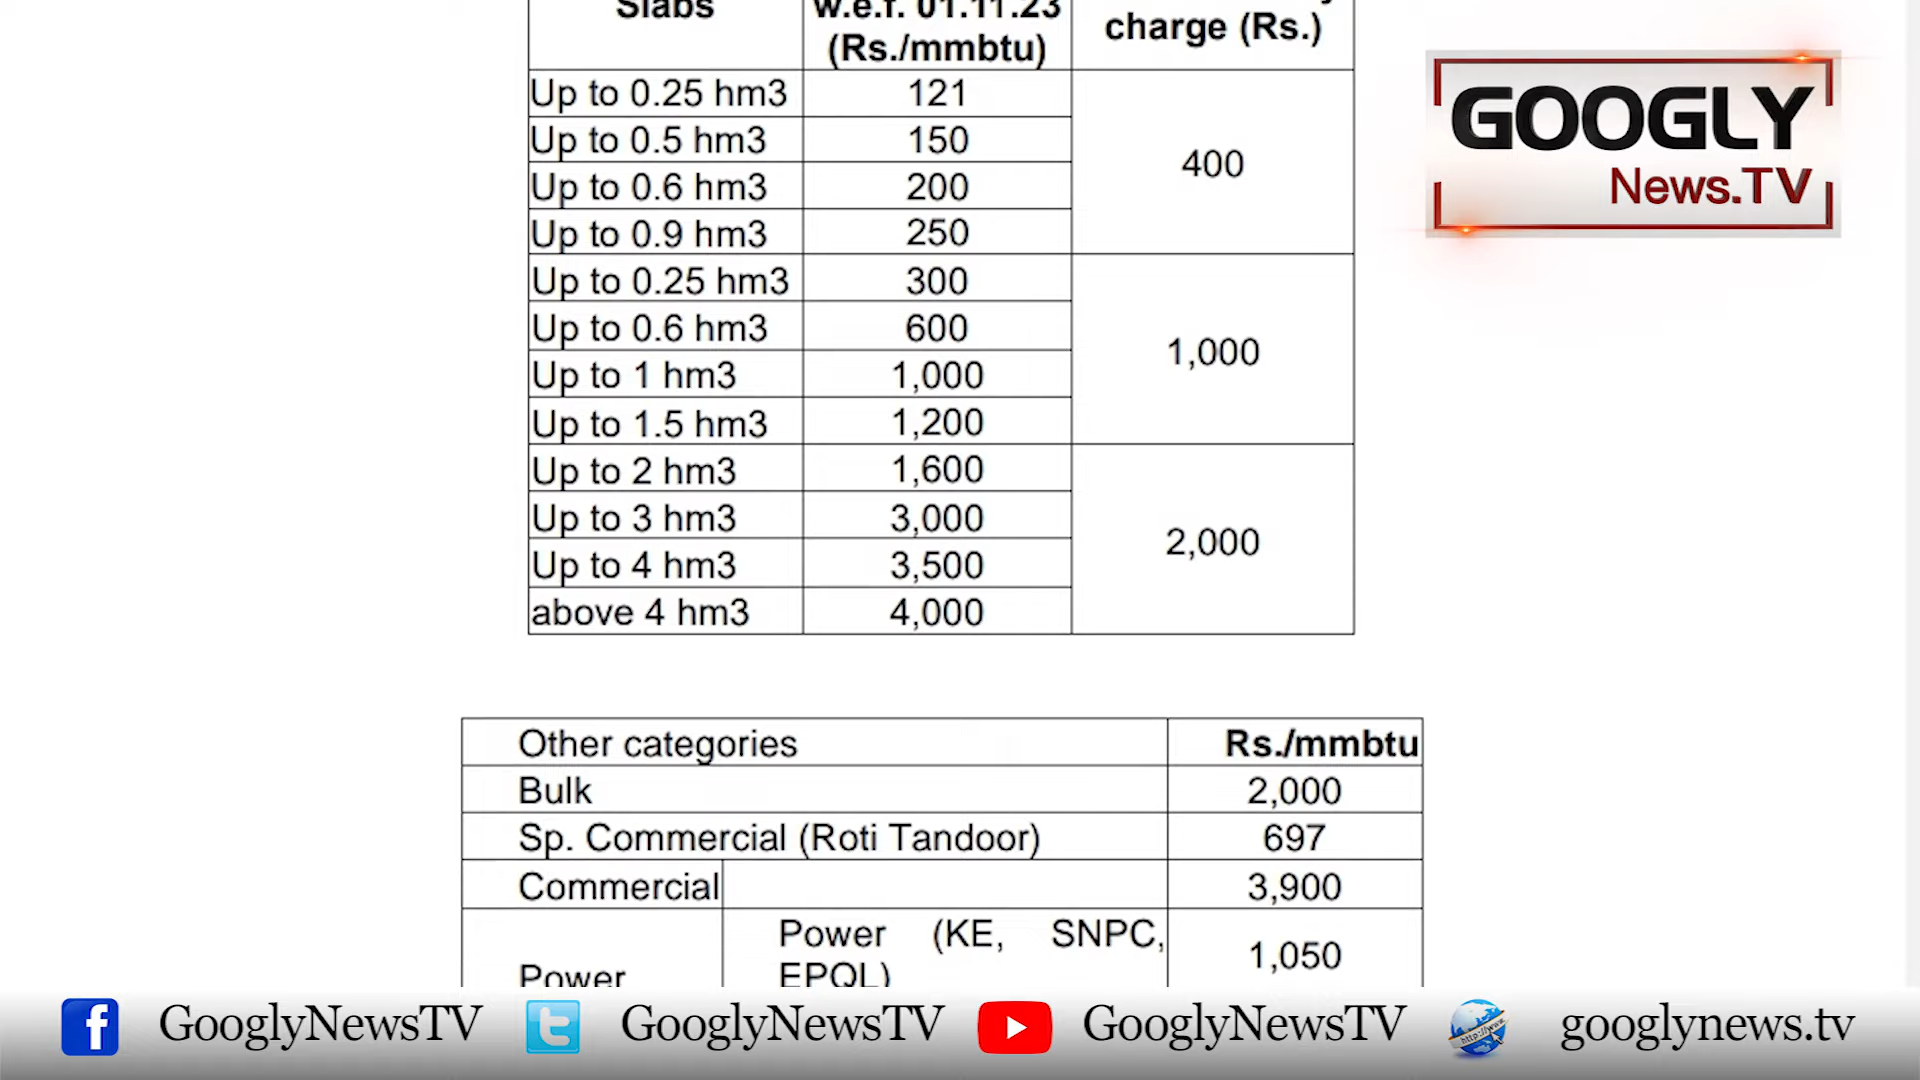 Slabs w.e.f. 01.11.23 (Rs./mmbtu) charge (Rs.)
Up to 0.25 hm3 121
Up to 0.5 hm3 150 400
Up to 0.6 hm3 200
Up to 0.9 hm3 250
Up to 0.25 hm3 300
Up to 0.6 hm3 600 1,000
Up to 1 hm3 1,000
Up to 1.5 hm3 1,200
Up to 2 hm3 1,600
Up to 3 hm3 3,000 2,000
Up to 4 hm3 3,500
above 4 hm3 4,000
GOOGLY
News.TV
Other categories Rs./mmbtu
Bulk 2,000
Sp. Commercial (Roti Tandoor) 697
Commercial 3,900
Power Power (KE, SNPC, 1,050
EPQL)
GooglyNewsTV GooglyNewsTV GooglyNewsTV googlynews.tv